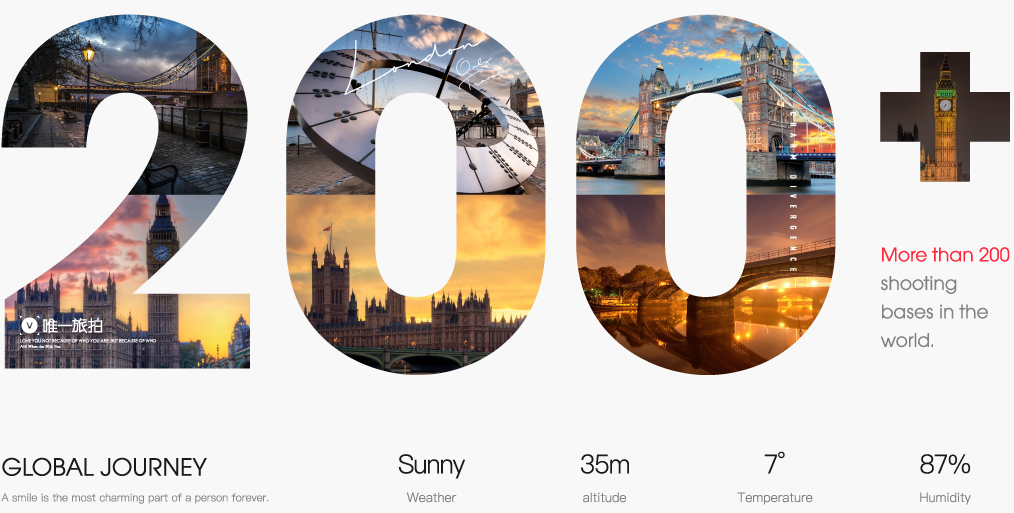 200+
London
唯一旅拍
LOVE YOU NOT BECAUSE OF WHO YOU ARE, BUT BECAUSE OF WHO
DIVERGENCE
More than 200
shooting
bases in the
world.
GLOBAL JOURNEY
A smile is the most charming part of a person forever.
Sunny
Weather
35m
altitude
7°
Temperature
87%
Humidity